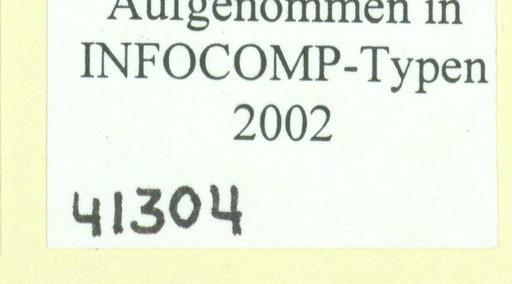 Aufgenommen in
INFOCOMP-Typen
2002
41304